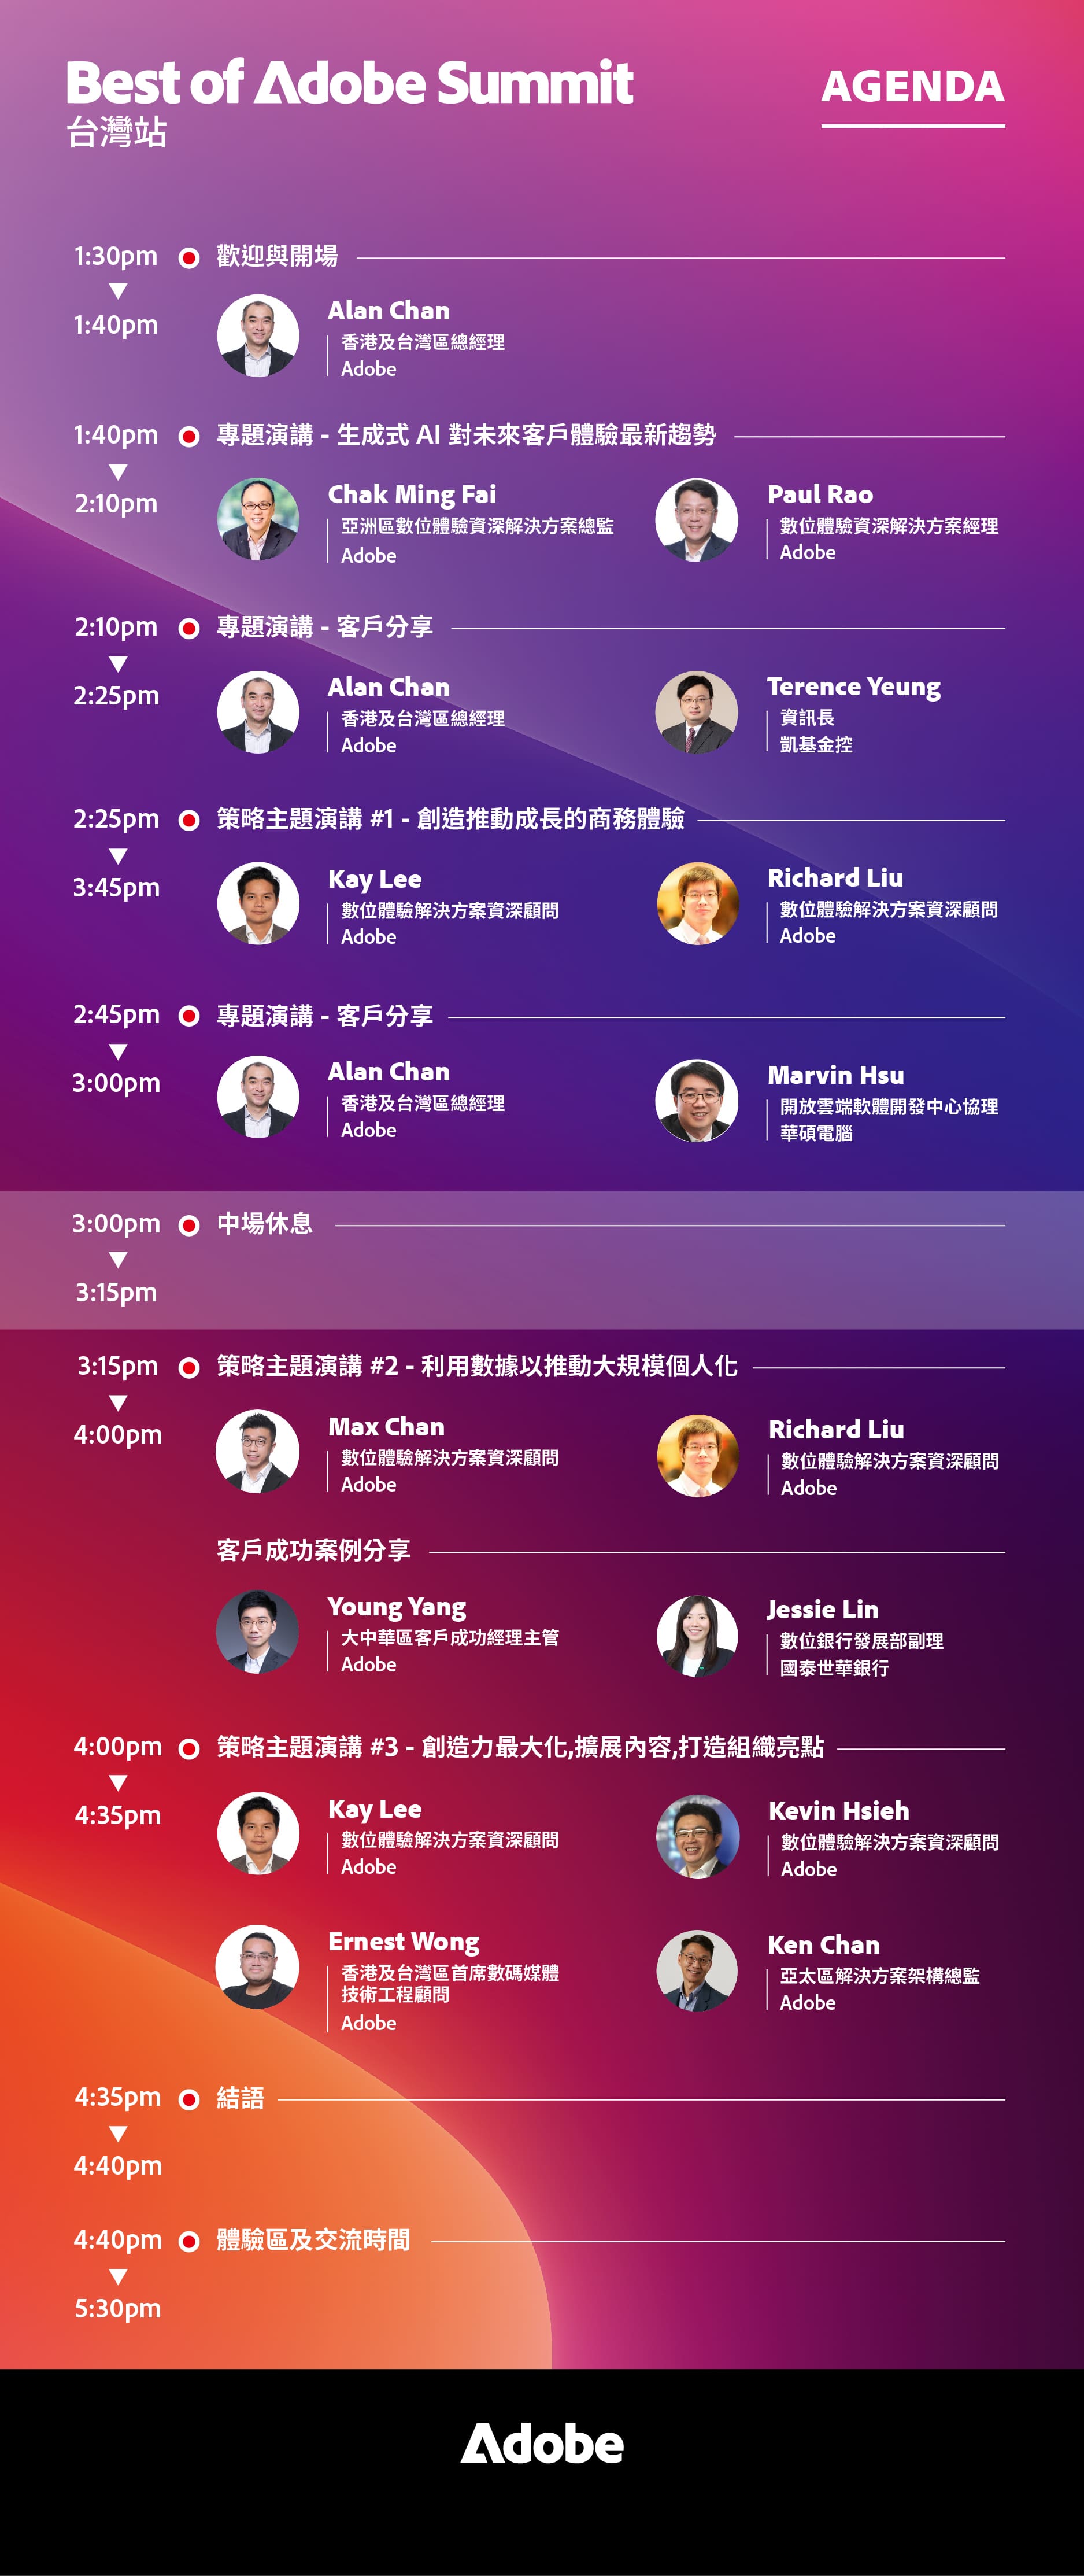 Best of Adobe Summit
AGENDA
台灣站
1:30pm
歡迎與開場
1:40pm
Alan Chan
香港及台灣區總經理
Adobe
1:40pm
專題演講 - 生成式 AI 對未來客戶體驗最新趨勢
2:10pm
Chak Ming Fai
亞洲區數位體驗資深解決方案總監
Adobe
Paul Rao
數位體驗資深解決方案經理
Adobe
2:10pm
專題演講 - 客戶分享
2:25pm
Alan Chan
香港及台灣區總經理
Adobe
Terence Yeung
資訊長
凱基金控
2:25pm
策略主題演講 #1 - 創造推動成長的商務體驗
3:45pm
Kay Lee
數位體驗解決方案資深顧問
Adobe
Richard Liu
數位體驗解決方案資深顧問
Adobe
2:45pm
專題演講 - 客戶分享
3:00pm
Alan Chan
香港及台灣區總經理
Adobe
Marvin Hsu
開放雲端軟體開發中心協理
華碩電腦
3:00pm
中場休息
3:15pm
3:15pm
策略主題演講 #2 - 利用數據以推動大規模個人化
4:00pm
Max Chan
數位體驗解決方案資深顧問
Adobe
Richard Liu
數位體驗解決方案資深顧問
Adobe
客戶成功案例分享
Young Yang
大中華區客戶成功經理主管
Adobe
Jessie Lin
數位銀行發展部副理
國泰世華銀行
4:00pm
策略主題演講 #3 - 創造力最大化,擴展內容,打造組織亮點
4:35pm
Kay Lee
數位體驗解決方案資深顧問
Adobe
Kevin Hsieh
數位體驗解決方案資深顧問
Adobe
Ernest Wong
香港及台灣區首席數碼媒體
技術工程顧問
Adobe
Ken Chan
亞太區解決方案架構總監
Adobe
4:35pm
結語
4:40pm
4:40pm
體驗區及交流時間
5:30pm
Adobe